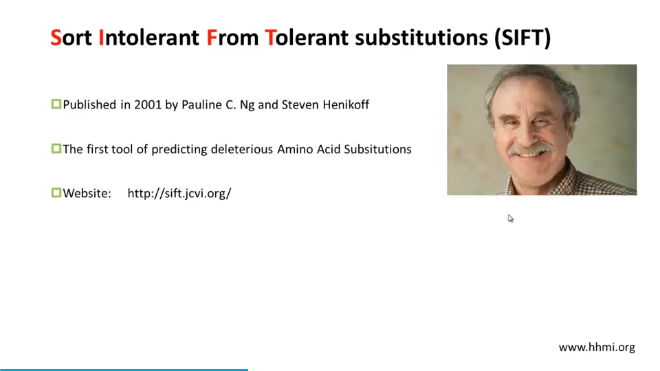 Sort Intolerant From Tolerant substitutions (SIFT)
Published in 2001 by Pauline C. Ng and Steven Henikoff
The first tool of predicting deleterious Amino Acid Subsitutions
Website: http://sift.jcvi.org/
www.hhmi.org